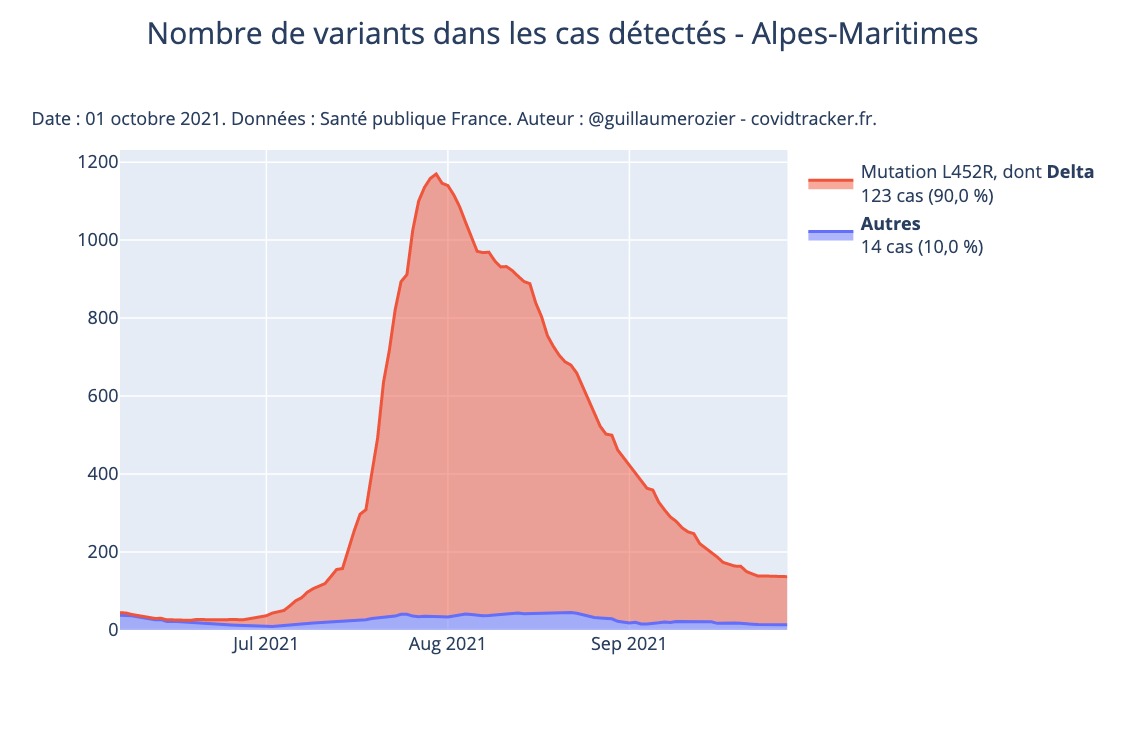 Nombre de variants dans les cas détectés - Alpes-Maritimes
Date : 01 octobre 2021. Données : Santé publique France. Auteur : @guillaumerozier - covidtracker.fr.
1200
1000
800
600
400
200
0
Jul 2021
Aug 2021
Sep 2021
Mutation L452R, dont Delta
123 cas (90,0 %)
Autres
14 cas (10,0 %)